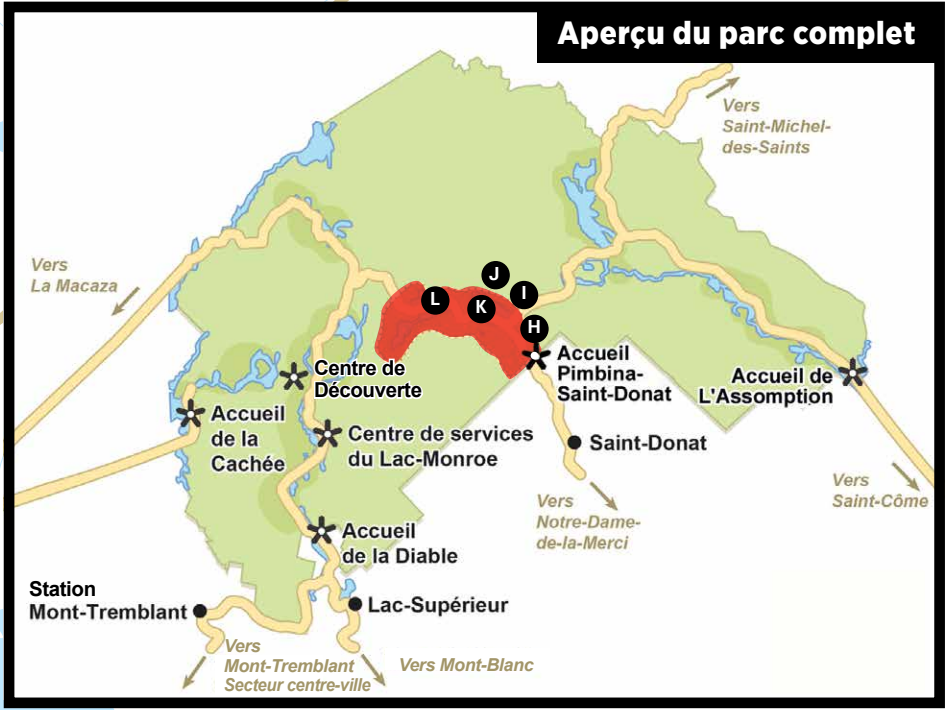 Aperçu du parc complet
Vers
Saint-Michel-
des-Saints
Vers
La Macaza
J
I
L
K
H
Centre de
Découverte
Accueil
Pimbina-
Saint-Donat
Accueil de
L'Assomption
Accueil
de la
Cachée
Centre de services
du Lac-Monroe
Saint-Donat
Vers
Saint-Côme
Vers
Notre-Dame-
de-la-Merci
Accueil
de la Diable
Station
Mont-Tremblant
Lac-Supérieur
Vers
Mont-Tremblant
Secteur centre-ville
Vers Mont-Blanc